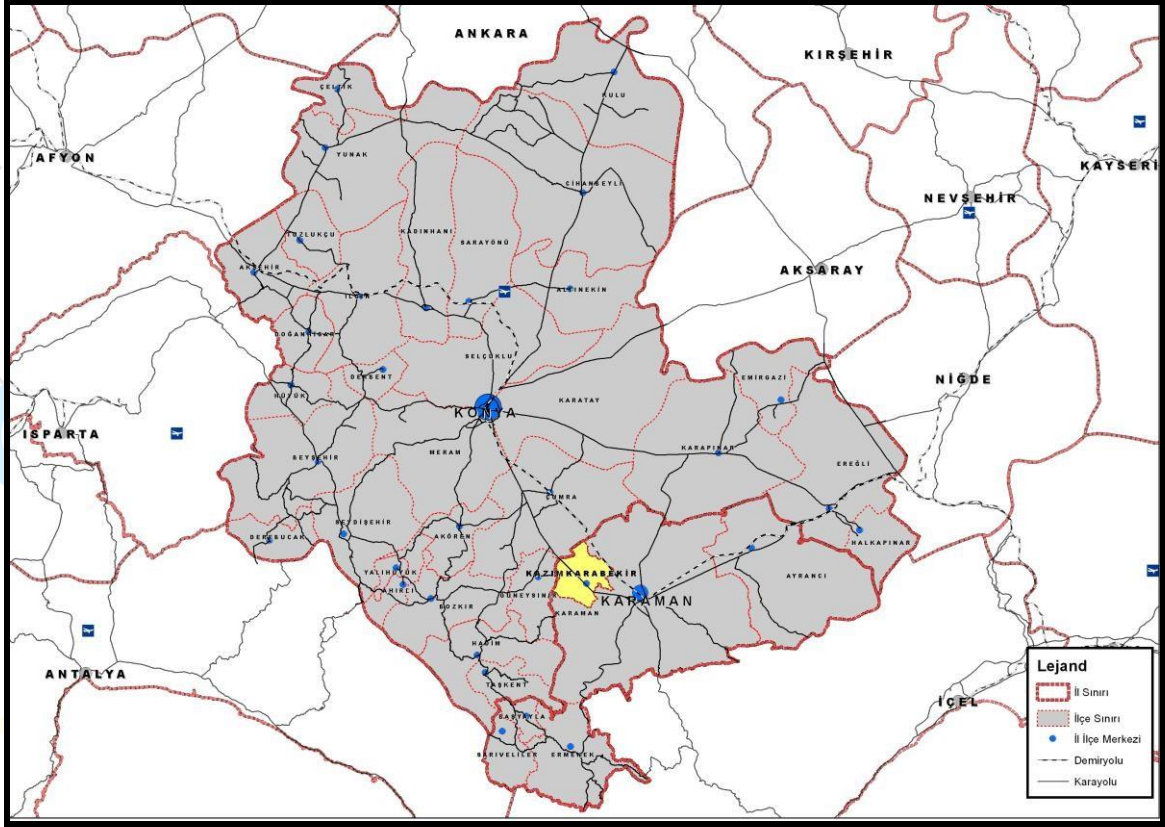 ANKARA
KIRŞEHİR
KULU
ÇELTİK
AFYON
YUNAK
KAYSERİ
CİHANBEYLİ
NEVŞEHİR
TUZLUKÇU
KADINHANI
SARAYÖNÜ
AKŞEHİR
AKSARAY
ILGIN
ALTINEKİN
DOĞANHİSAR
SELÇUKLU
DERBENT
EMİRGAZİ
NİĞDE
HÜYÜK
KARATAY
KONYA
ISPARTA
MERAM
KARAPINAR
BEYŞEHİR
EREĞLİ
ÇUMRA
SEYDİŞEHİR
AKÖREN
DEREBUCAK
HALKAPINAR
YALIHÜYÜK
KAZIMKARABEKİR
AYRANCI
AHIRLI
GÜNEYSINIR
BOZKIR
KARAMAN
KARAMAN
HADİM
ANTALYA
TAŞKENT
İÇEL
BAŞYAYLA
SARIVELİLER
ERMENEK
Lejand
İl Sınırı
İlçe Sınırı
İl İlçe Merkezi
Demiryolu
Karayolu